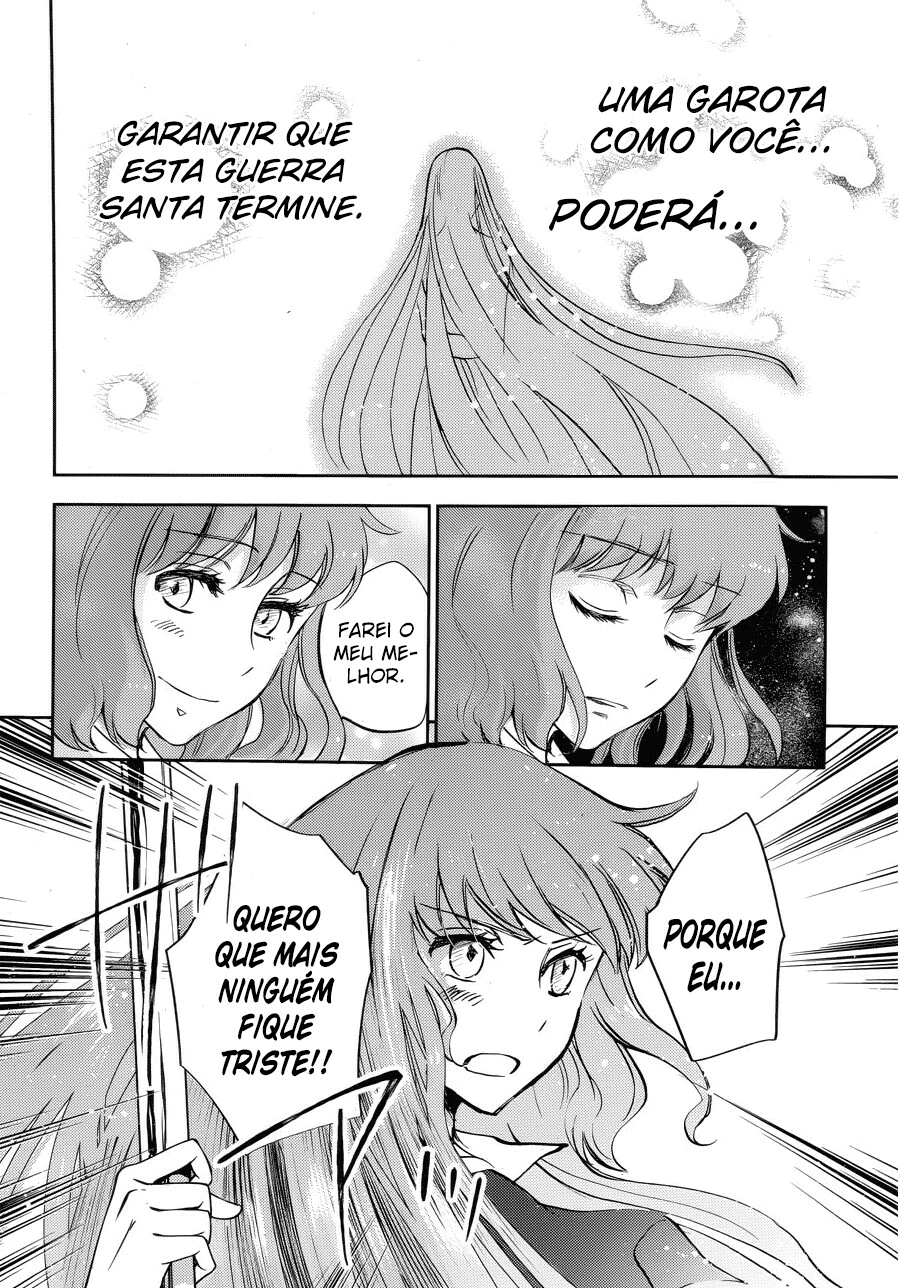 UMA GAROTA
COMO VOCÊ...
PODERÁ...
GARANTIR QUE
ESTA GUERRA
SANTA TERMINE.
FAREI O
MEU ME-
LHOR.
PORQUE
EU...
QUERO
QUE MAIS
NINGUÉM
FIQUE
TRISTE!!